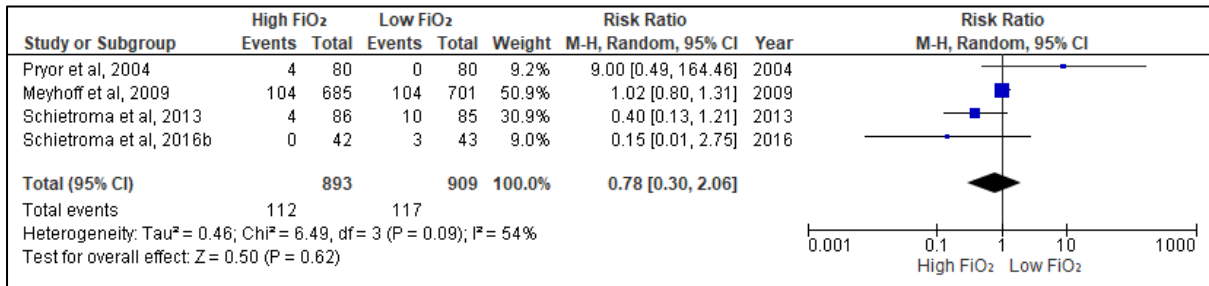 High FiO₂ Low FiO₂ Risk Ratio Risk Ratio
Study or Subgroup Events Total Events Total Weight M-H, Random, 95% CI Year M-H, Random, 95% CI
Pryor et al, 2004 4 80 0 80 9.2% 9.00 [0.49, 164.46] 2004
Meyhoff et al, 2009 104 685 104 701 50.9% 1.02 [0.80, 1.31] 2009
Schietroma et al, 2013 4 86 10 85 30.9% 0.40 [0.13, 1.21] 2013
Schietroma et al, 2016b 0 42 3 43 9.0% 0.15 [0.01, 2.75] 2016
Total (95% CI) 893 909 100.0% 0.78 [0.30, 2.06]
Total events 112 117
Heterogeneity: Tau² = 0.46; Chi² = 6.49, df = 3 (P = 0.09); I² = 54%
Test for overall effect: Z = 0.50 (P = 0.62)
0.001 0.1 1 10 1000
High FiO₂ Low FiO₂